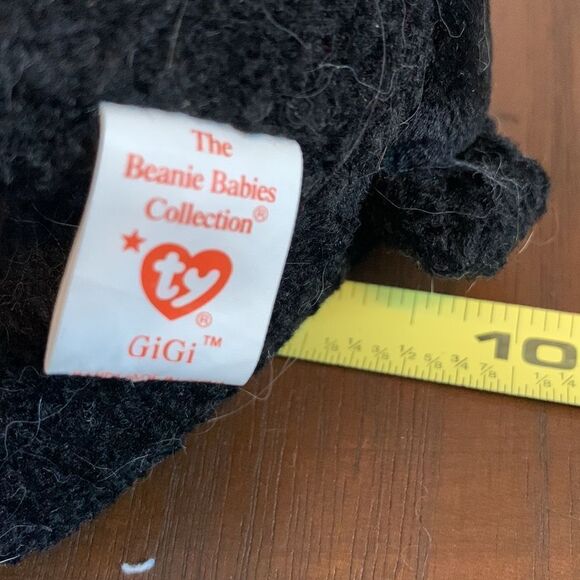 The
Beanie Babies
Collection®
★ ty
®
GiGi™
1/8 1/4 3/8 1/2 5/8 3/4 7/8 10 1/8 1/4